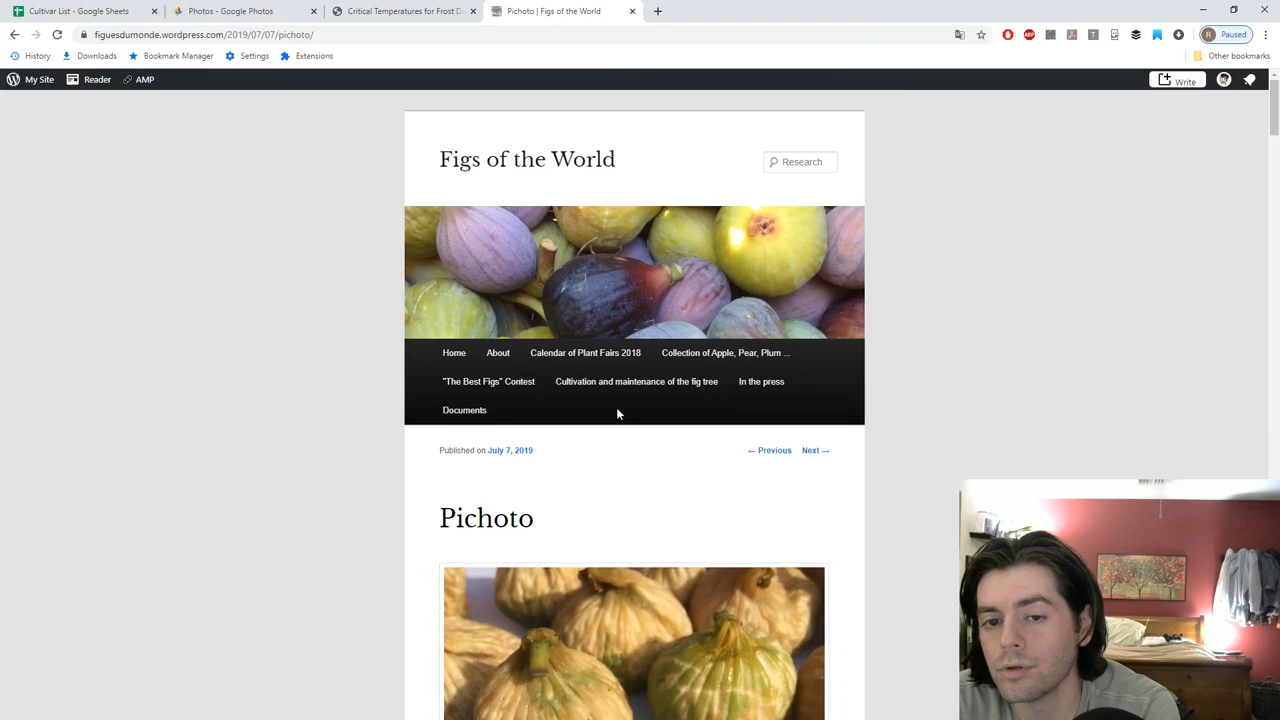 Cultivar List - Google Sheets
Photos - Google Photos
Critical Temperatures for Frost D
Pichoto | Figs of the World
figuesdumonde.wordpress.com/2019/07/07/pichoto/
ABP
R Paused
History Downloads Bookmark Manager Settings Extensions Other bookmarks
My Site Reader AMP Write
Figs of the World
Research
Home About Calendar of Plant Fairs 2018 Collection of Apple, Pear, Plum ...
"The Best Figs" Contest Cultivation and maintenance of the fig tree In the press
Documents
Published on July 7, 2019 ← Previous Next →
Pichoto